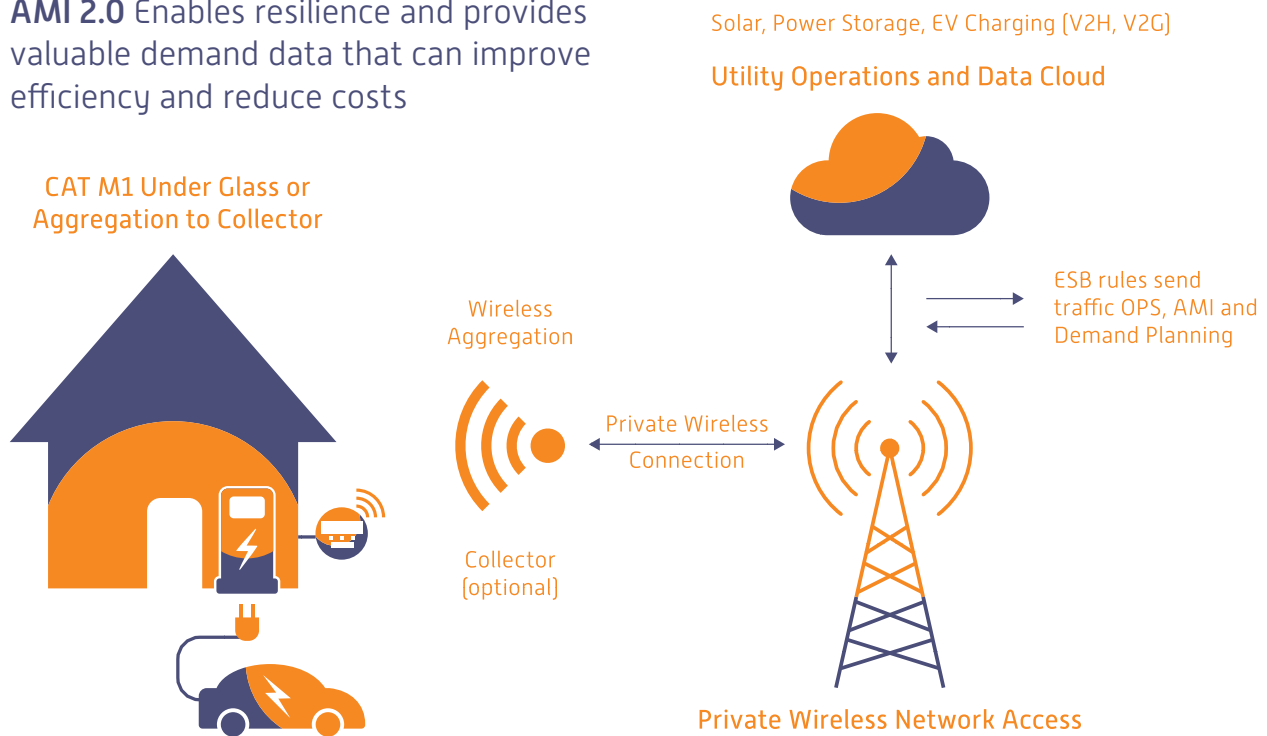 AMI 2.0 Enables resilience and provides
valuable demand data that can improve
efficiency and reduce costs
Solar, Power Storage, EV Charging (V2H, V2G)
Utility Operations and Data Cloud
CAT M1 Under Glass or
Aggregation to Collector
ESB rules send
traffic OPS, AMI and
Demand Planning
Wireless
Aggregation
Private Wireless
Connection
Collector
(optional)
Private Wireless Network Access